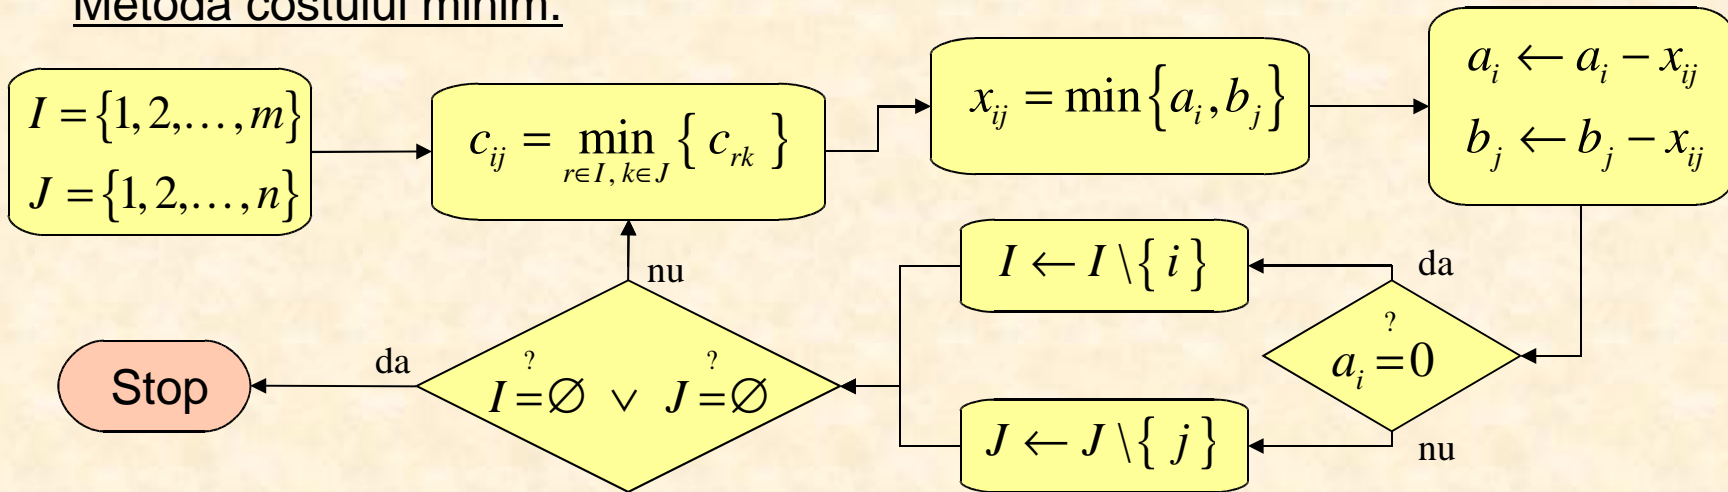 Metoda costului minim:
I = {1, 2,…, m}
J = {1, 2,…, n}
c_ij = min_{r∈I, k∈J} { c_rk }
x_ij = min{a_i, b_j}
a_i ← a_i − x_ij
b_j ← b_j − x_ij
a_i =? 0
da
I ← I \ { i }
nu
J ← J \ { j }
I =? ∅ ∨ J =? ∅
nu
da
Stop